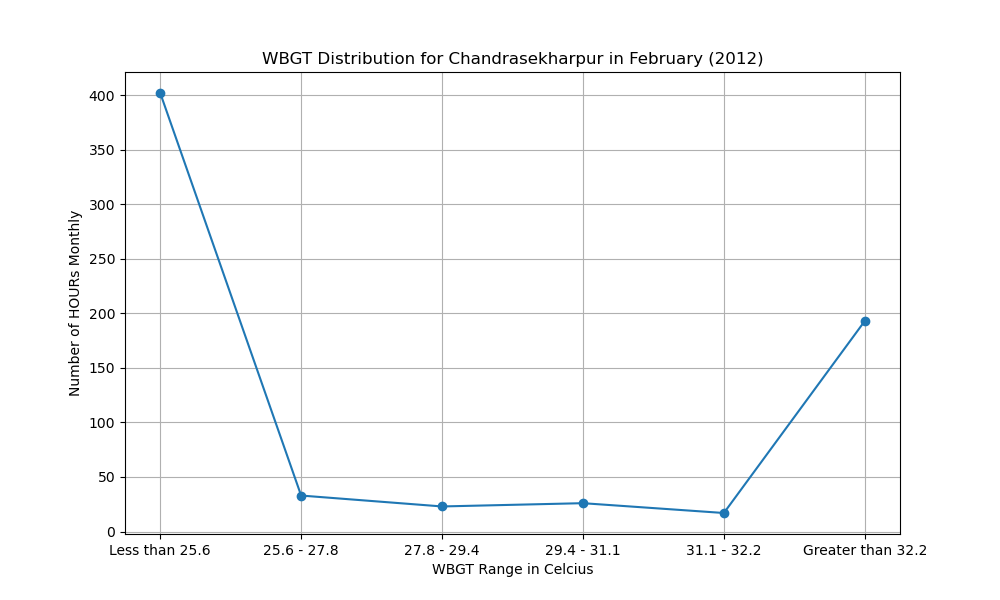 WBGT Distribution for Chandrasekharpur in February (2012)
Number of HOURs Monthly
400
350
300
250
200
150
100
50
0
Less than 25.6
25.6 - 27.8
27.8 - 29.4
29.4 - 31.1
31.1 - 32.2
Greater than 32.2
WBGT Range in Celcius